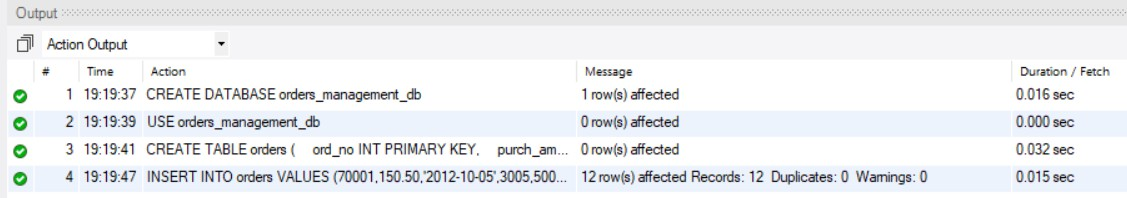 Output
Action Output
# Time Action Message Duration / Fetch
1 19:19:37 CREATE DATABASE orders_management_db 1 row(s) affected 0.016 sec
2 19:19:39 USE orders_management_db 0 row(s) affected 0.000 sec
3 19:19:41 CREATE TABLE orders ( ord_no INT PRIMARY KEY, purch_am... 0 row(s) affected 0.032 sec
4 19:19:47 INSERT INTO orders VALUES (70001,150.50,'2012-10-05',3005,500... 12 row(s) affected Records: 12 Duplicates: 0 Warnings: 0 0.015 sec